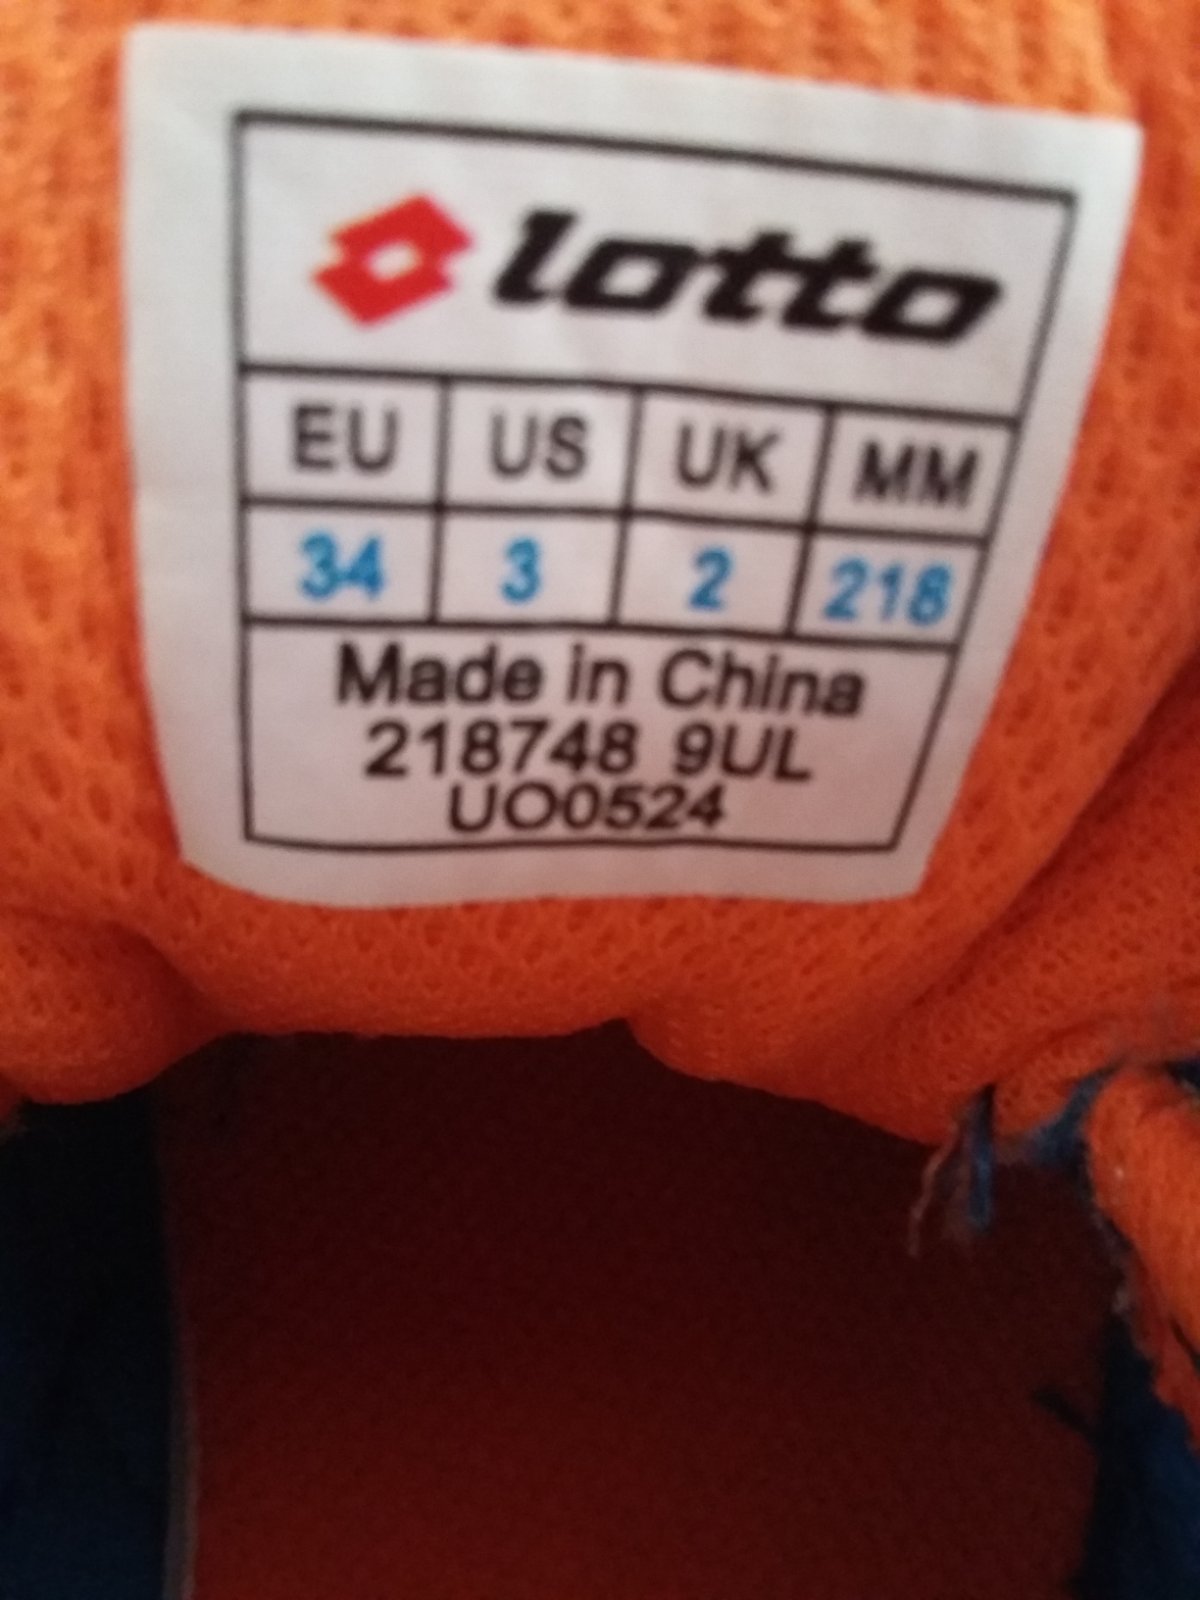 lotto
EU US UK MM
34 3 2 218
Made in China
218748 9UL
UO0524